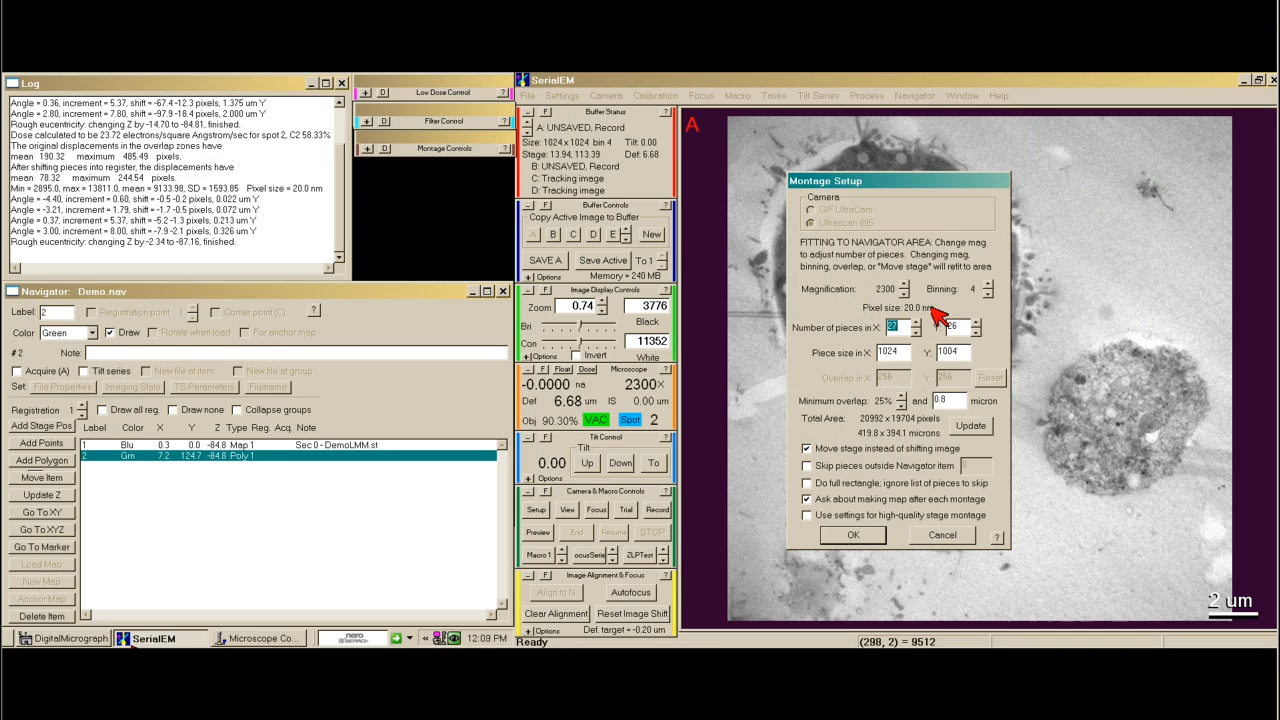 Log
Angle = 0.36, increment = 5.37, shift = -67.4 -12.3 pixels, 1.375 um Y
Angle = 2.80, increment = 7.80, shift = -97.9 -18.4 pixels, 2.000 um Y
Rough eucentricity: changing Z by -14.70 to -84.81, finished.
Dose calculated to be 23.72 electrons/square Angstrom/sec for spot 2, C2 58.33%
The original displacements in the overlap zones have
mean 190.32 maximum 485.49 pixels.
After shifting pieces into register, the displacements have
mean 78.32 maximum 244.54 pixels.
Min = 2895.0, max = 13811.0, mean = 9133.98, SD = 1593.85 Pixel size = 20.0 nm
Angle = -4.40, increment = 0.60, shift = -0.5 -0.2 pixels, 0.022 um Y
Angle = -3.21, increment = 1.79, shift = -1.7 -0.5 pixels, 0.072 um Y
Angle = 0.37, increment = 5.37, shift = -5.2 -1.3 pixels, 0.213 um Y
Angle = 3.00, increment = 8.00, shift = -7.9 -2.1 pixels, 0.326 um Y
Rough eucentricity: changing Z by -2.34 to -87.16, finished.
+ D Low Dose Control ?
+ D Filter Control ?
+ D Montage Controls ?
Navigator: Demo.nav
Label: 2 Registration point 1 Corner point (C) ?
Color Green Draw Rotate when load For anchor map
# 2 Note:
Acquire (A) Tilt series New file at item New file at group
Set: File Properties Imaging State TS Parameters Filename
Registration 1 Draw all reg. Draw none Collapse groups
Add Stage Pos Label Color X Y Z Type Reg. Acq. Note
Add Points 1 Blu 0.3 0.0 -84.8 Map 1 Sec 0 - DemoLMM.st
Add Polygon 2 Grn 7.2 124.7 -84.8 Poly 1
Move Item
Update Z
Go To XY
Go To XYZ
Go To Marker
Load Map
New Map
Anchor Map
Delete Item
DigitalMicrograph SerialEM Microscope Co... nero SEARCH « 12:09 PM
SerialEM
File Settings Camera Calibration Focus Macro Tasks Tilt Series Process Navigator Window Help
- F Buffer Status ?
A: UNSAVED, Record
Size: 1024 x 1024 bin 4 Tilt: 0.00
Stage: 13.94, 113.39 Def: 6.68
B: UNSAVED, Record
C: Tracking image
D: Tracking image
- F Buffer Controls ?
Copy Active Image to Buffer
A B C D E New
SAVE A Save Active To 1
+ Options Memory = 240 MB
- F Image Display Controls ?
Zoom 0.74 3776
Bri Black
Con 11352
+ Options Invert White
- F Float Dose Microscope ?
-0.0000 na 2300×
Def 6.68 um IS 0.00 um
Obj 90.30% VAC Spot 2
- F Tilt Control ?
Tilt
0.00 Up Down To
+ Options
- F Camera & Macro Controls ?
Setup View Focus Trial Record
Preview End Resume STOP
Macro 1 ocusSerie ZLPTest
- F Image Alignment & Focus ?
Align to N Autofocus
Clear Alignment Reset Image Shift
+ Options Def. target = -0.20 um
Ready (298, 2) = 9512
A
Montage Setup
Camera
GIF UltraCam
Ultrascan 895
FITTING TO NAVIGATOR AREA: Change mag
to adjust number of pieces. Changing mag,
binning, overlap, or "Move stage" will refit to area
Magnification: 2300 Binning: 4
Pixel size: 20.0 nm
Number of pieces in X: 27 Y: 26
Piece size in X: 1024 Y: 1004
Overlap in X: 256 Y: 256 Reset
Minimum overlap: 25% and 0.8 micron
Total Area: 20992 x 19704 pixels
419.8 x 394.1 microns Update
Move stage instead of shifting image
Skip pieces outside Navigator item 0
Do full rectangle; ignore list of pieces to skip
Ask about making map after each montage
Use settings for high-quality stage montage
OK Cancel ?
2 um